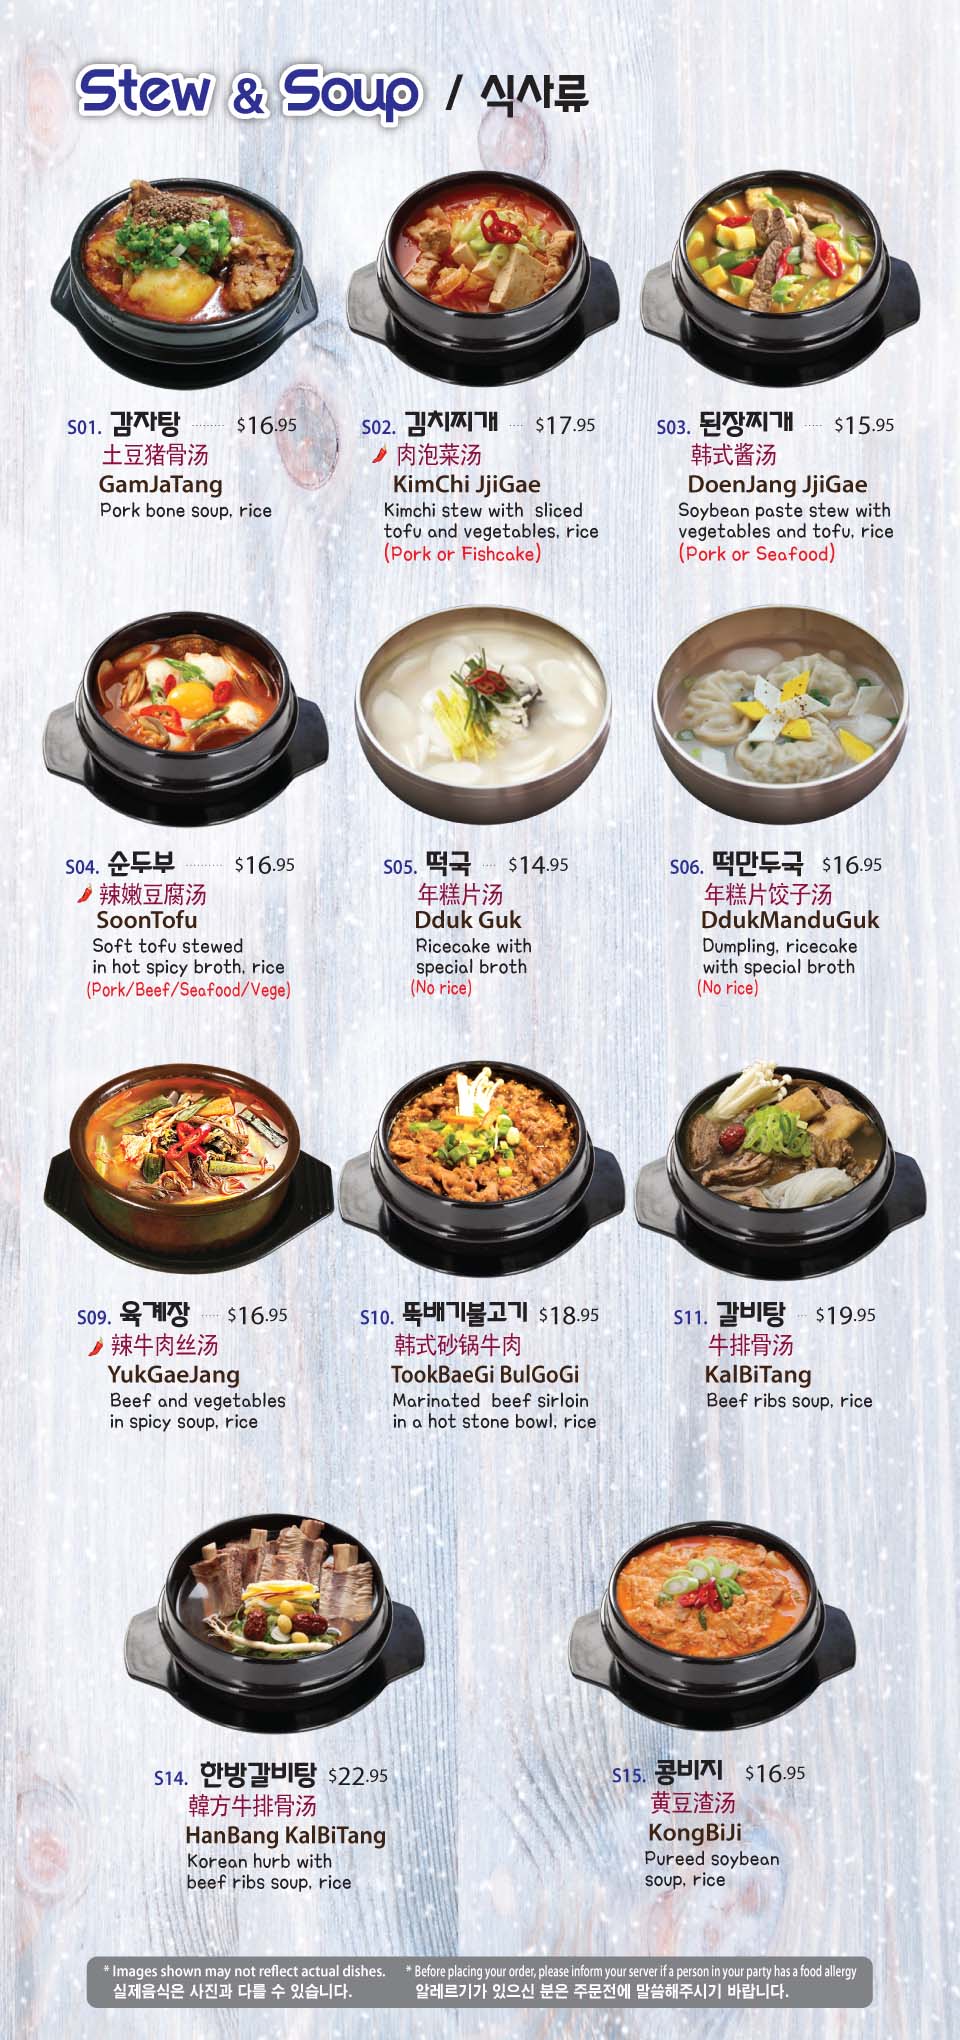 Stew & Soup / 식사류
S01. 감자탕 ......... $16.95
土豆猪骨汤
GamJaTang
Pork bone soup, rice
S02. 김치찌개 .... $17.95
肉泡菜汤
KimChi JjiGae
Kimchi stew with sliced
tofu and vegetables, rice
(Pork or Fishcake)
S03. 된장찌개 ..... $15.95
韩式酱汤
DoenJang JjiGae
Soybean paste stew with
vegetables and tofu, rice
(Pork or Seafood)
S04. 순두부 .......... $16.95
辣嫩豆腐汤
SoonTofu
Soft tofu stewed
in hot spicy broth, rice
(Pork/Beef/Seafood/Vege)
S05. 떡국 .... $14.95
年糕片汤
Dduk Guk
Ricecake with
special broth
(No rice)
S06. 떡만두국 $16.95
年糕片饺子汤
DdukManduGuk
Dumpling, ricecake
with special broth
(No rice)
S09. 육계장 ..... $16.95
辣牛肉丝汤
YukGaeJang
Beef and vegetables
in spicy soup, rice
S10. 뚝배기불고기 $18.95
韩式砂锅牛肉
TookBaeGi BulGoGi
Marinated beef sirloin
in a hot stone bowl, rice
S11. 갈비탕 ... $19.95
牛排骨汤
KalBiTang
Beef ribs soup, rice
S14. 한방갈비탕 $22.95
韓方牛排骨汤
HanBang KalBiTang
Korean hurb with
beef ribs soup, rice
S15. 콩비지 $16.95
黄豆渣汤
KongBiJi
Pureed soybean
soup, rice
* Images shown may not reflect actual dishes.
실제음식은 사진과 다를 수 있습니다.
* Before placing your order, please inform your server if a person in your party has a food allergy
알레르기가 있으신 분은 주문전에 말씀해주시기 바랍니다.